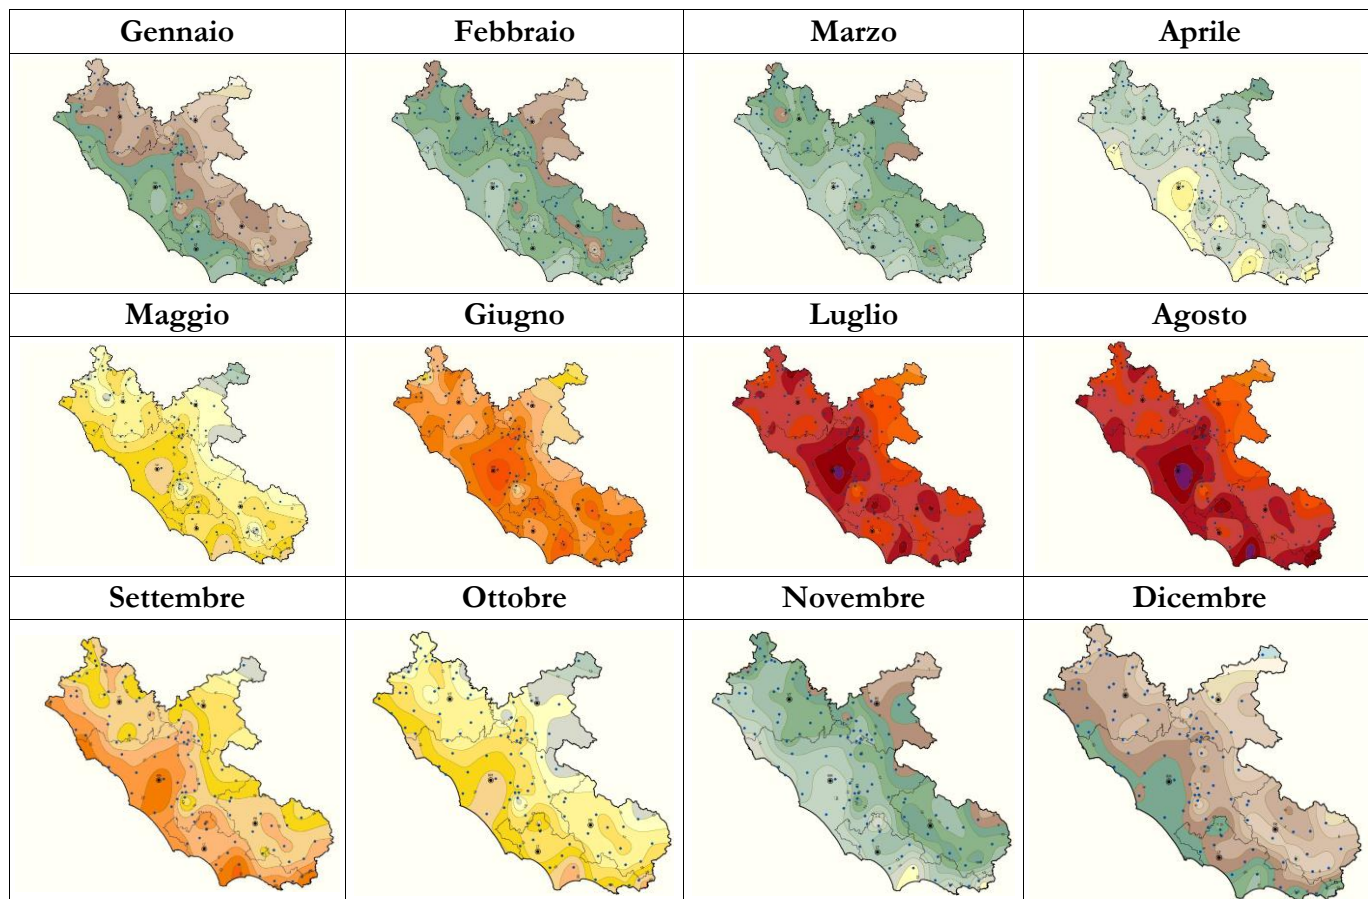 Gennaio Febbraio Marzo Aprile
Maggio Giugno Luglio Agosto
Settembre Ottobre Novembre Dicembre